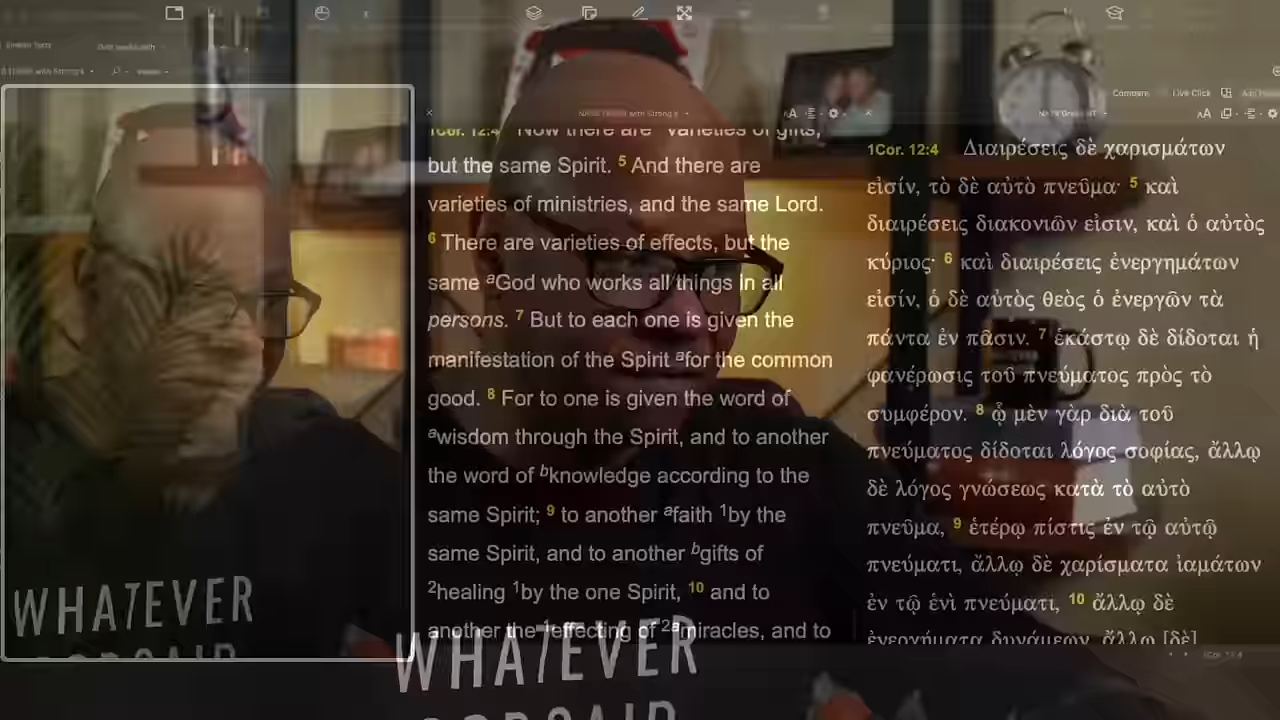 1Cor. 12:4 Now there are varieties of gifts,
but the same Spirit. 5 And there are
varieties of ministries, and the same Lord.
6 There are varieties of effects, but the
same aGod who works all things in all
persons. 7 But to each one is given the
manifestation of the Spirit afor the common
good. 8 For to one is given the word of
awisdom through the Spirit, and to another
the word of bknowledge according to the
same Spirit; 9 to another afaith 1by the
same Spirit, and to another bgifts of
2healing 1by the one Spirit, 10 and to
another the 1effecting of 2amiracles, and to
Compare
Live Click
1Cor. 12:4 Διαιρέσεις δὲ χαρισμάτων
εἰσίν, τὸ δὲ αὐτὸ πνεῦμα· 5 καὶ
διαιρέσεις διακονιῶν εἰσιν, καὶ ὁ αὐτὸς
κύριος· 6 καὶ διαιρέσεις ἐνεργημάτων
εἰσίν, ὁ δὲ αὐτὸς θεὸς ὁ ἐνεργῶν τὰ
πάντα ἐν πᾶσιν. 7 ἑκάστῳ δὲ δίδοται ἡ
φανέρωσις τοῦ πνεύματος πρὸς τὸ
συμφέρον. 8 ᾧ μὲν γὰρ διὰ τοῦ
πνεύματος δίδοται λόγος σοφίας, ἄλλῳ
δὲ λόγος γνώσεως κατὰ τὸ αὐτὸ
πνεῦμα, 9 ἑτέρῳ πίστις ἐν τῷ αὐτῷ
πνεύματι, ἄλλῳ δὲ χαρίσματα ἰαμάτων
ἐν τῷ ἑνὶ πνεύματι, 10 ἄλλῳ δὲ
ἐνεργήματα δυνάμεων, ἄλλῳ [δὲ]
WHATEVER
WHATEVER